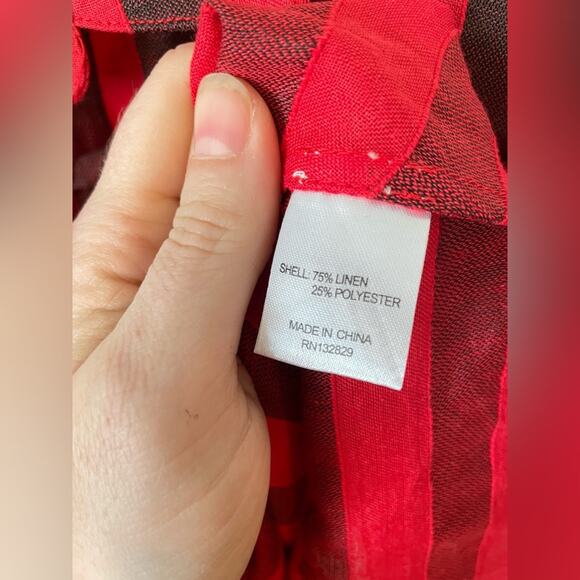 SHELL: 75% LINEN
25% POLYESTER
MADE IN CHINA
RN132829